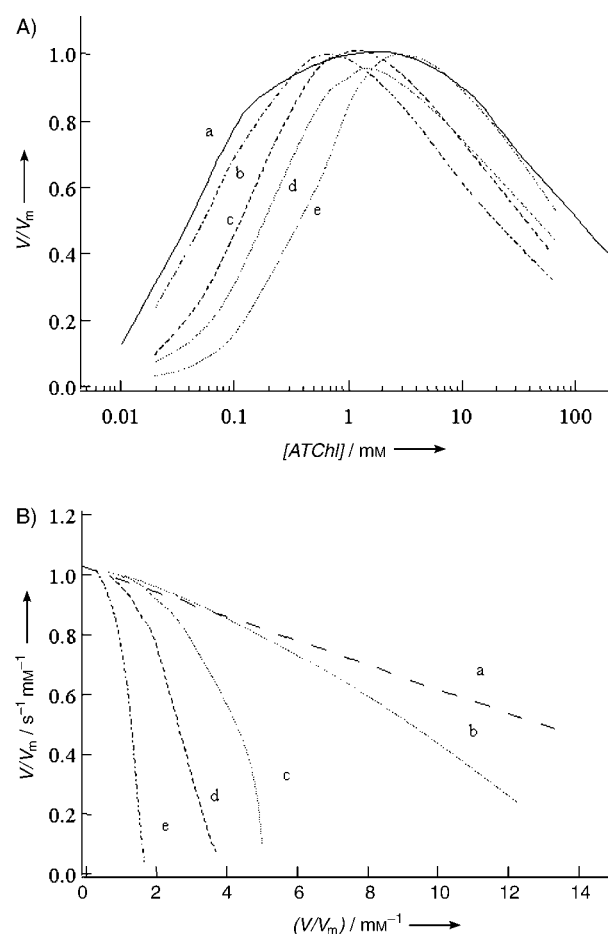 A)
1.0
0.8
0.6
0.4
0.2
0.0
V/Vm
a
b
c
d
e
0.01 0.1 1 10 100
[ATChI] / mM
B)
1.2
1.0
0.8
0.6
0.4
0.2
0.0
V/Vm / s⁻¹ mM⁻¹
a
b
c
d
e
0 2 4 6 8 10 12 14
(V/Vm) / mM⁻¹